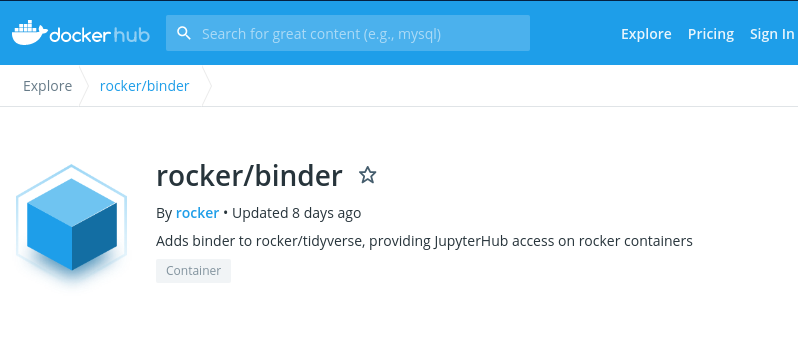 dockerhub
Search for great content (e.g., mysql)
Explore Pricing Sign In
Explore rocker/binder
rocker/binder
By rocker • Updated 8 days ago
Adds binder to rocker/tidyverse, providing JupyterHub access on rocker containers
Container